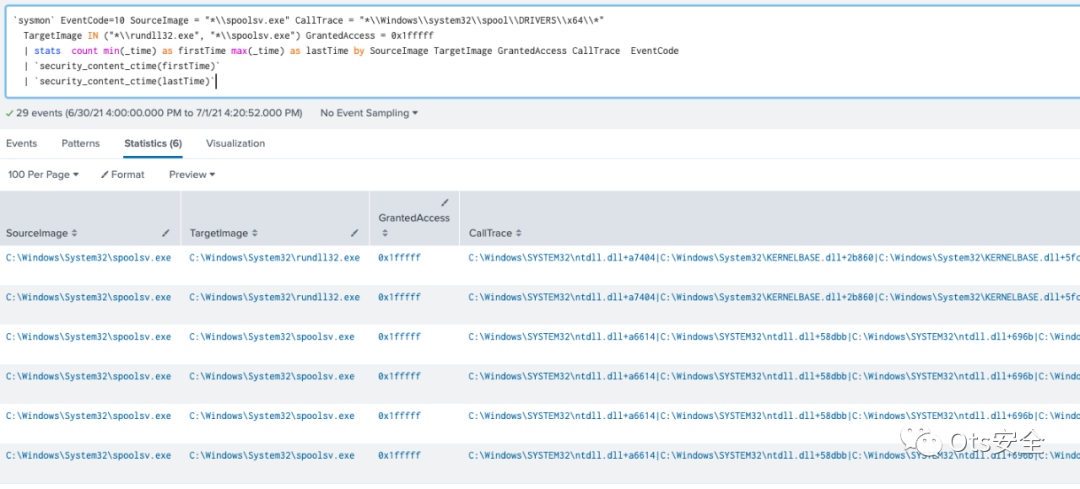 `sysmon` EventCode=10 SourceImage = "*\\spoolsv.exe" CallTrace = "*\\Windows\\system32\\spool\\DRIVERS\\x64\\*"
TargetImage IN ("*\\rundll32.exe", "*\\spoolsv.exe") GrantedAccess = 0x1fffff
| stats count min(_time) as firstTime max(_time) as lastTime by SourceImage TargetImage GrantedAccess CallTrace EventCode
| `security_content_ctime(firstTime)`
| `security_content_ctime(lastTime)`
29 events (6/30/21 4:00:00.000 PM to 7/1/21 4:20:52.000 PM) No Event Sampling
Events Patterns Statistics (6) Visualization
100 Per Page Format Preview
SourceImage TargetImage GrantedAccess CallTrace
C:\Windows\System32\spoolsv.exe C:\Windows\System32\rundll32.exe 0x1fffff C:\Windows\SYSTEM32\ntdll.dll+a7404|C:\Windows\System32\KERNELBASE.dll+2b860|C:\Windows\System32\KERNELBASE.dll+5fc
C:\Windows\System32\spoolsv.exe C:\Windows\System32\rundll32.exe 0x1fffff C:\Windows\SYSTEM32\ntdll.dll+a7404|C:\Windows\System32\KERNELBASE.dll+2b860|C:\Windows\System32\KERNELBASE.dll+5fc
C:\Windows\System32\spoolsv.exe C:\Windows\System32\spoolsv.exe 0x1fffff C:\Windows\SYSTEM32\ntdll.dll+a6614|C:\Windows\SYSTEM32\ntdll.dll+58dbb|C:\Windows\SYSTEM32\ntdll.dll+696b|C:\Windo
C:\Windows\System32\spoolsv.exe C:\Windows\System32\spoolsv.exe 0x1fffff C:\Windows\SYSTEM32\ntdll.dll+a6614|C:\Windows\SYSTEM32\ntdll.dll+58dbb|C:\Windows\SYSTEM32\ntdll.dll+696b|C:\Windo
C:\Windows\System32\spoolsv.exe C:\Windows\System32\spoolsv.exe 0x1fffff C:\Windows\SYSTEM32\ntdll.dll+a6614|C:\Windows\SYSTEM32\ntdll.dll+58dbb|C:\Windows\SYSTEM32\ntdll.dll+696b|C:\Windo
Ots安全
C:\Windows\System32\spoolsv.exe C:\Windows\System32\spoolsv.exe 0x1fffff C:\Windows\SYSTEM32\ntdll.dll+a6614|C:\Windows\SYSTEM32\ntdll.dll+58dbb|C:\Windows\SYSTEM32\ntdll.dll+696b|C:\Windo